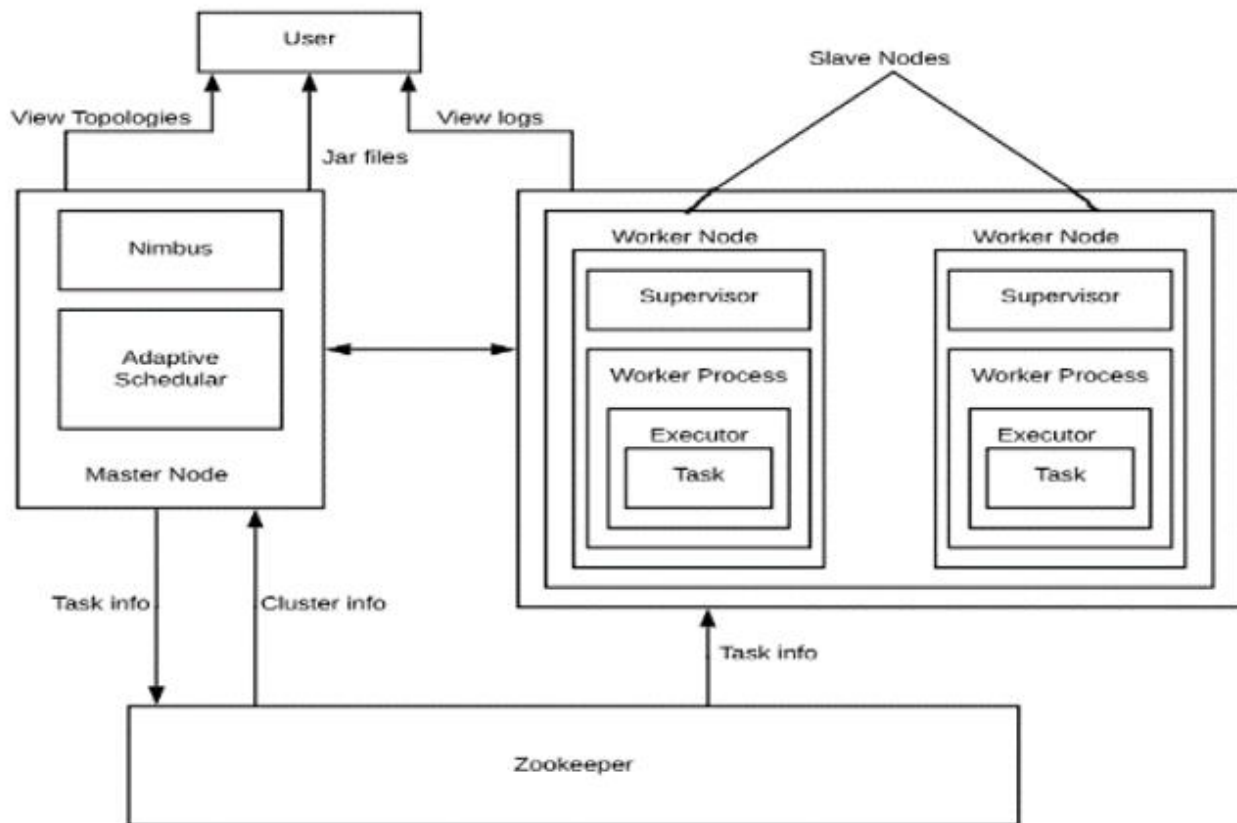 User
Slave Nodes
View Topologies
View logs
Jar files
Nimbus
Adaptive
Schedular
Master Node
Worker Node
Supervisor
Worker Process
Executor
Task
Worker Node
Supervisor
Worker Process
Executor
Task
Task info
Cluster info
Task info
Zookeeper